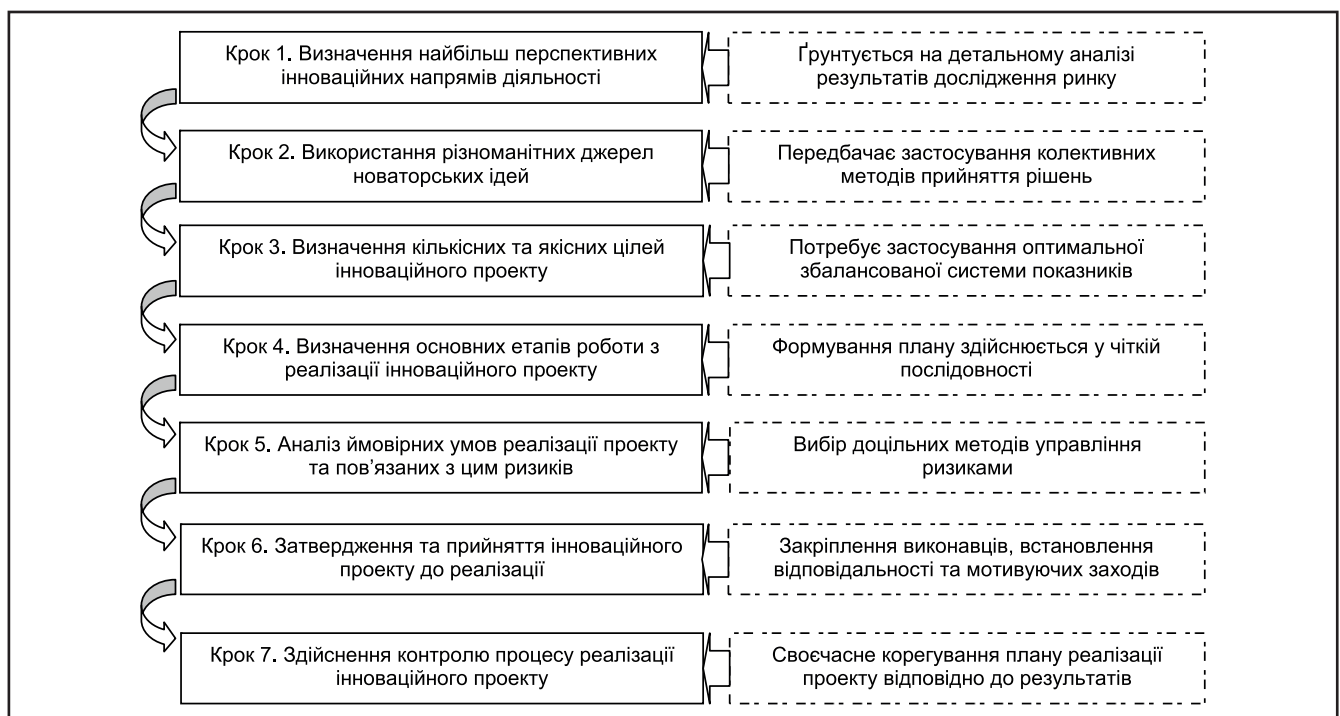 Крок 1. Визначення найбільш перспективних
інноваційних напрямів діяльності
Ґрунтується на детальному аналізі
результатів дослідження ринку
Крок 2. Використання різноманітних джерел
новаторських ідей
Передбачає застосування колективних
методів прийняття рішень
Крок 3. Визначення кількісних та якісних цілей
інноваційного проекту
Потребує застосування оптимальної
збалансованої системи показників
Крок 4. Визначення основних етапів роботи з
реалізації інноваційного проекту
Формування плану здійснюється у чіткій
послідовності
Крок 5. Аналіз ймовірних умов реалізації проекту
та пов’язаних з цим ризиків
Вибір доцільних методів управління
ризиками
Крок 6. Затвердження та прийняття інноваційного
проекту до реалізації
Закріплення виконавців, встановлення
відповідальності та мотивуючих заходів
Крок 7. Здійснення контролю процесу реалізації
інноваційного проекту
Своєчасне корегування плану реалізації
проекту відповідно до результатів